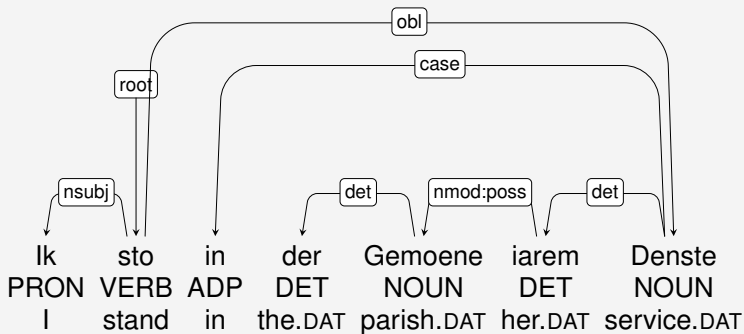 obl
case
root
nsubj det nmod:poss det
Ik sto in der Gemoene iarem Denste
PRON VERB ADP DET NOUN DET NOUN
I stand in the.DAT parish.DAT her.DAT service.DAT